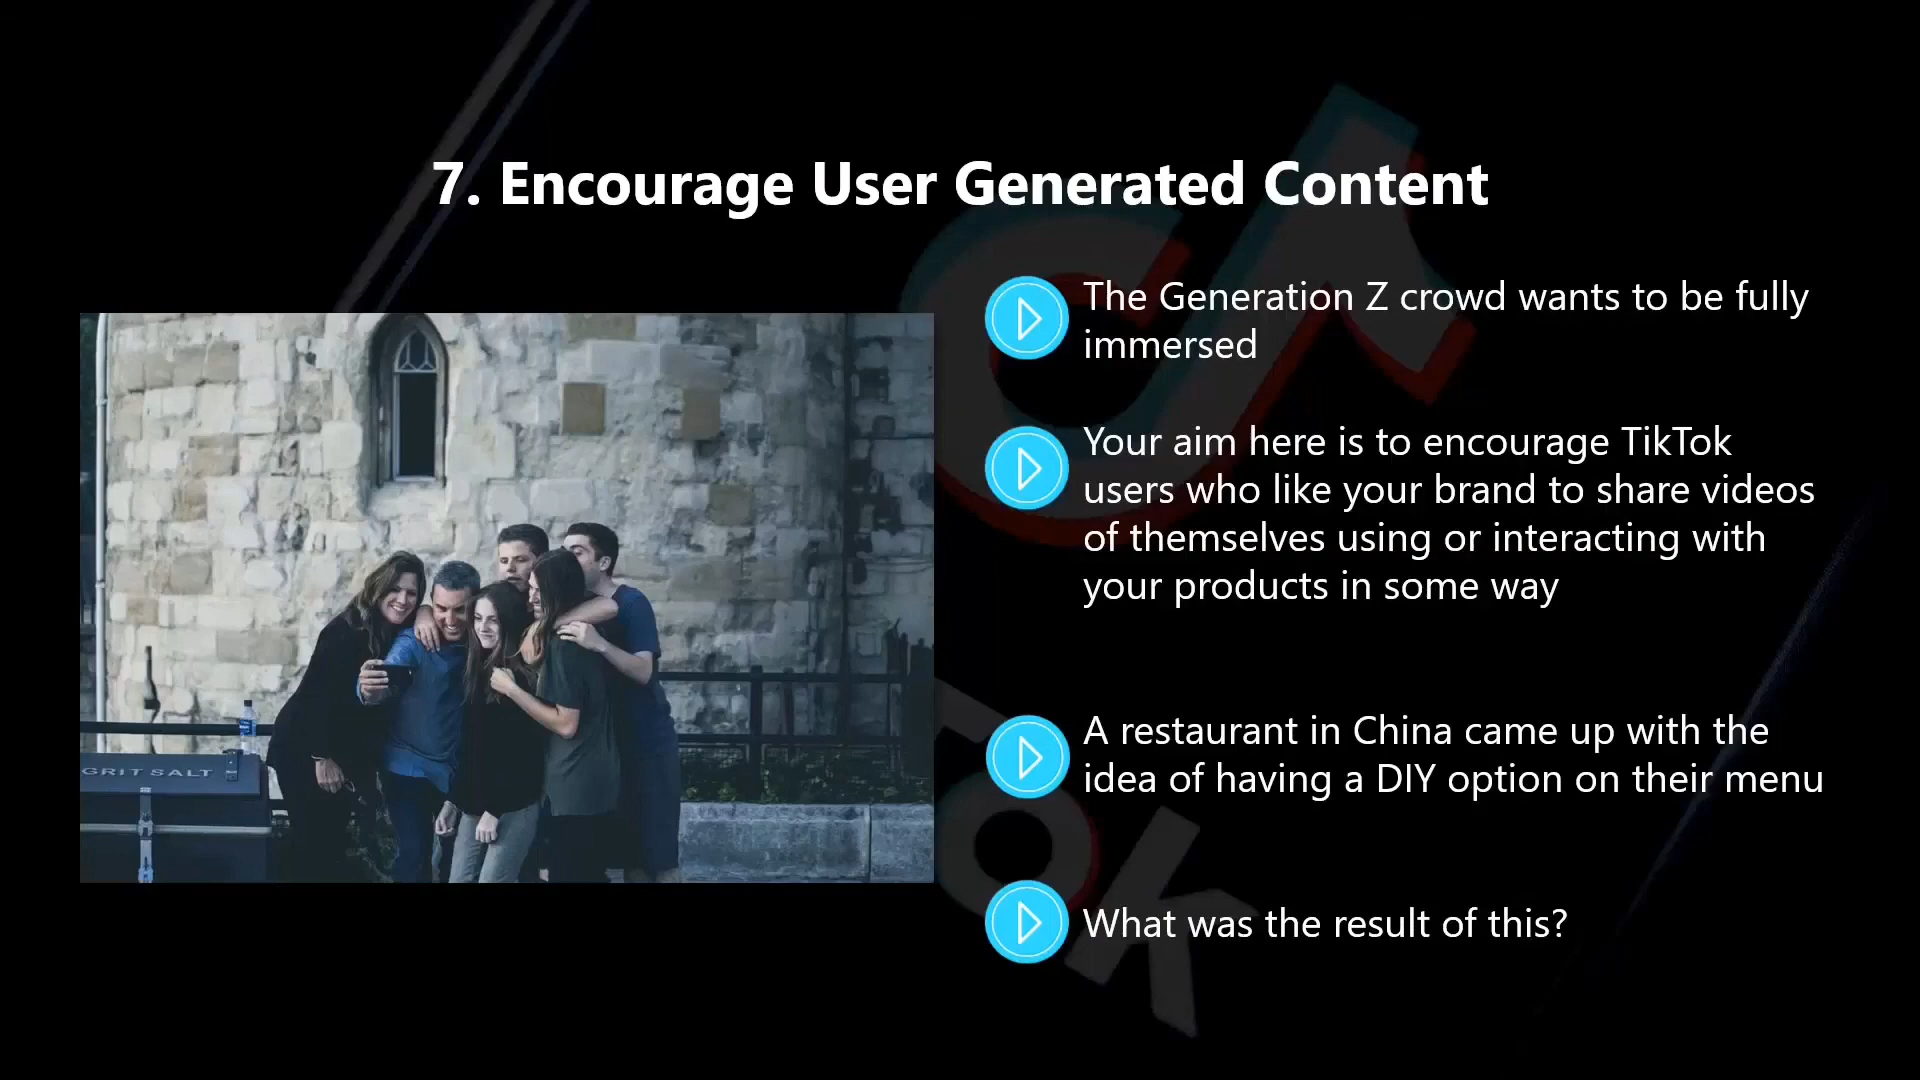 7. Encourage User Generated Content
The Generation Z crowd wants to be fully
immersed
Your aim here is to encourage TikTok
users who like your brand to share videos
of themselves using or interacting with
your products in some way
A restaurant in China came up with the
idea of having a DIY option on their menu
What was the result of this?
GRIT SALT
Tok